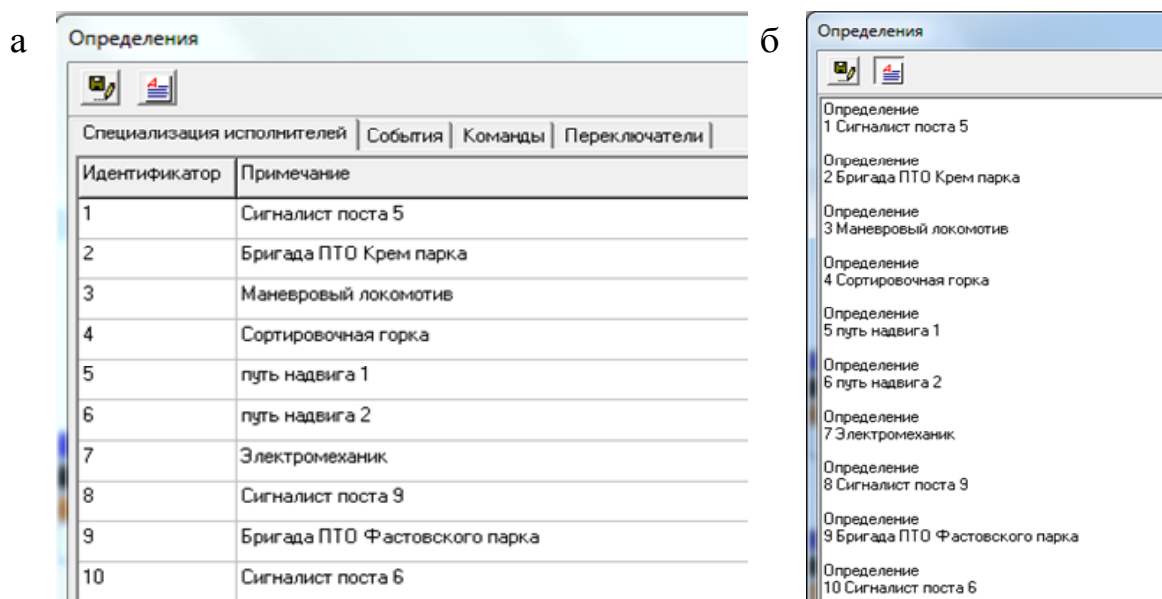 а
Определения
Специализация исполнителей События Команды Переключатели
Идентификатор Примечание
1 Сигналист поста 5
2 Бригада ПТО Крем парка
3 Маневровый локомотив
4 Сортировочная горка
5 путь надвига 1
6 путь надвига 2
7 Электромеханик
8 Сигналист поста 9
9 Бригада ПТО Фастовского парка
10 Сигналист поста 6
б
Определения
Определение
1 Сигналист поста 5
Определение
2 Бригада ПТО Крем парка
Определение
3 Маневровый локомотив
Определение
4 Сортировочная горка
Определение
5 путь надвига 1
Определение
6 путь надвига 2
Определение
7 Электромеханик
Определение
8 Сигналист поста 9
Определение
9 Бригада ПТО Фастовского парка
Определение
10 Сигналист поста 6